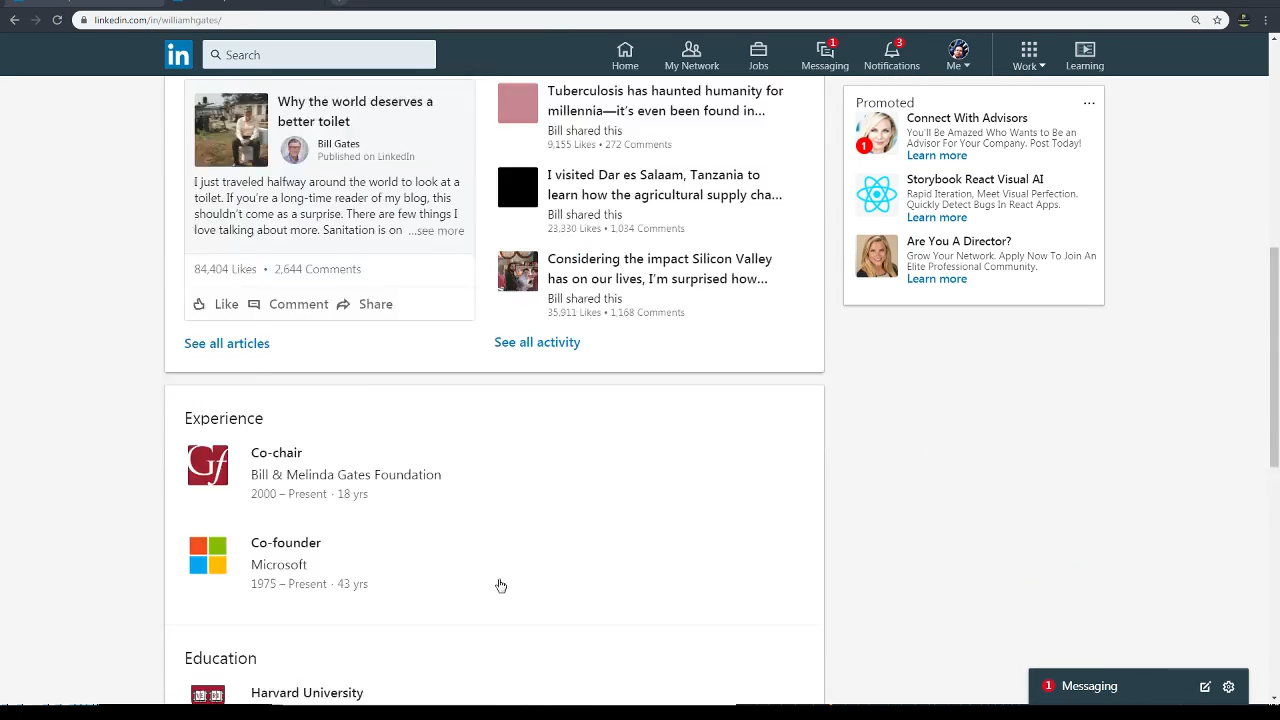 linkedin.com/in/williamhgates/
in
Search
Home
My Network
Jobs
1
Messaging
3
Notifications
Me
Work
Learning
Why the world deserves a
better toilet
Bill Gates
Published on LinkedIn
I just traveled halfway around the world to look at a
toilet. If you're a long-time reader of my blog, this
shouldn't come as a surprise. There are few things I
love talking about more. Sanitation is on ...see more
84,404 Likes • 2,644 Comments
Like
Comment
Share
See all articles
Tuberculosis has haunted humanity for
millennia—it's even been found in...
Bill shared this
9,155 Likes • 272 Comments
I visited Dar es Salaam, Tanzania to
learn how the agricultural supply cha...
Bill shared this
23,330 Likes • 1,034 Comments
Considering the impact Silicon Valley
has on our lives, I'm surprised how...
Bill shared this
35,911 Likes • 1,168 Comments
See all activity
Promoted
...
1
Connect With Advisors
You'll Be Amazed Who Wants to Be an
Advisor For Your Company. Post Today!
Learn more
Storybook React Visual AI
Rapid Iteration, Meet Visual Perfection.
Quickly Detect Bugs In React Apps.
Learn more
Are You A Director?
Grow Your Network. Apply Now To Join An
Elite Professional Community.
Learn more
Experience
Gf
Co-chair
Bill & Melinda Gates Foundation
2000 – Present · 18 yrs
Co-founder
Microsoft
1975 – Present · 43 yrs
Education
Harvard University
1
Messaging